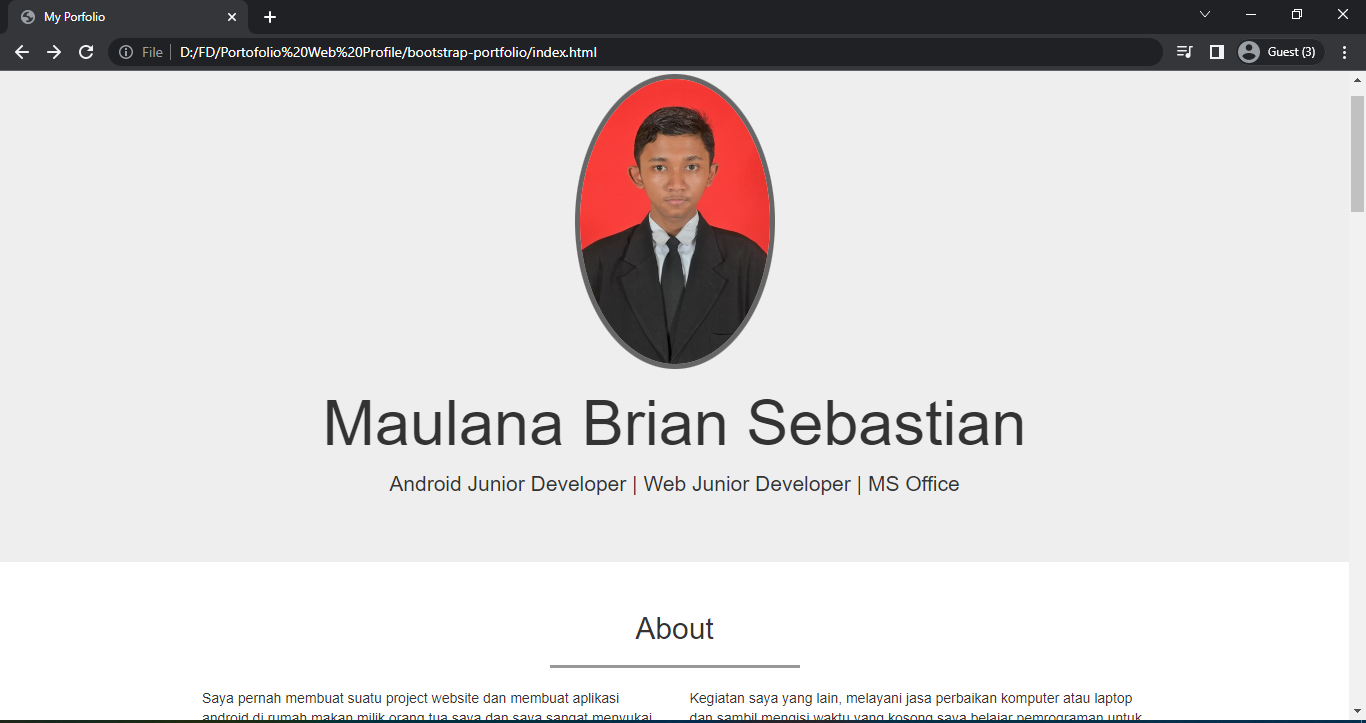 My Porfolio
File | D:/FD/Portofolio%20Web%20Profile/bootstrap-portfolio/index.html
Guest (3)
Maulana Brian Sebastian
Android Junior Developer | Web Junior Developer | MS Office
About
Saya pernah membuat suatu project website dan membuat aplikasi
android di rumah makan milik orang tua saya dan saya sangat menyukai
Kegiatan saya yang lain, melayani jasa perbaikan komputer atau laptop
dan sambil mengisi waktu yang kosong saya belajar pemrograman untuk